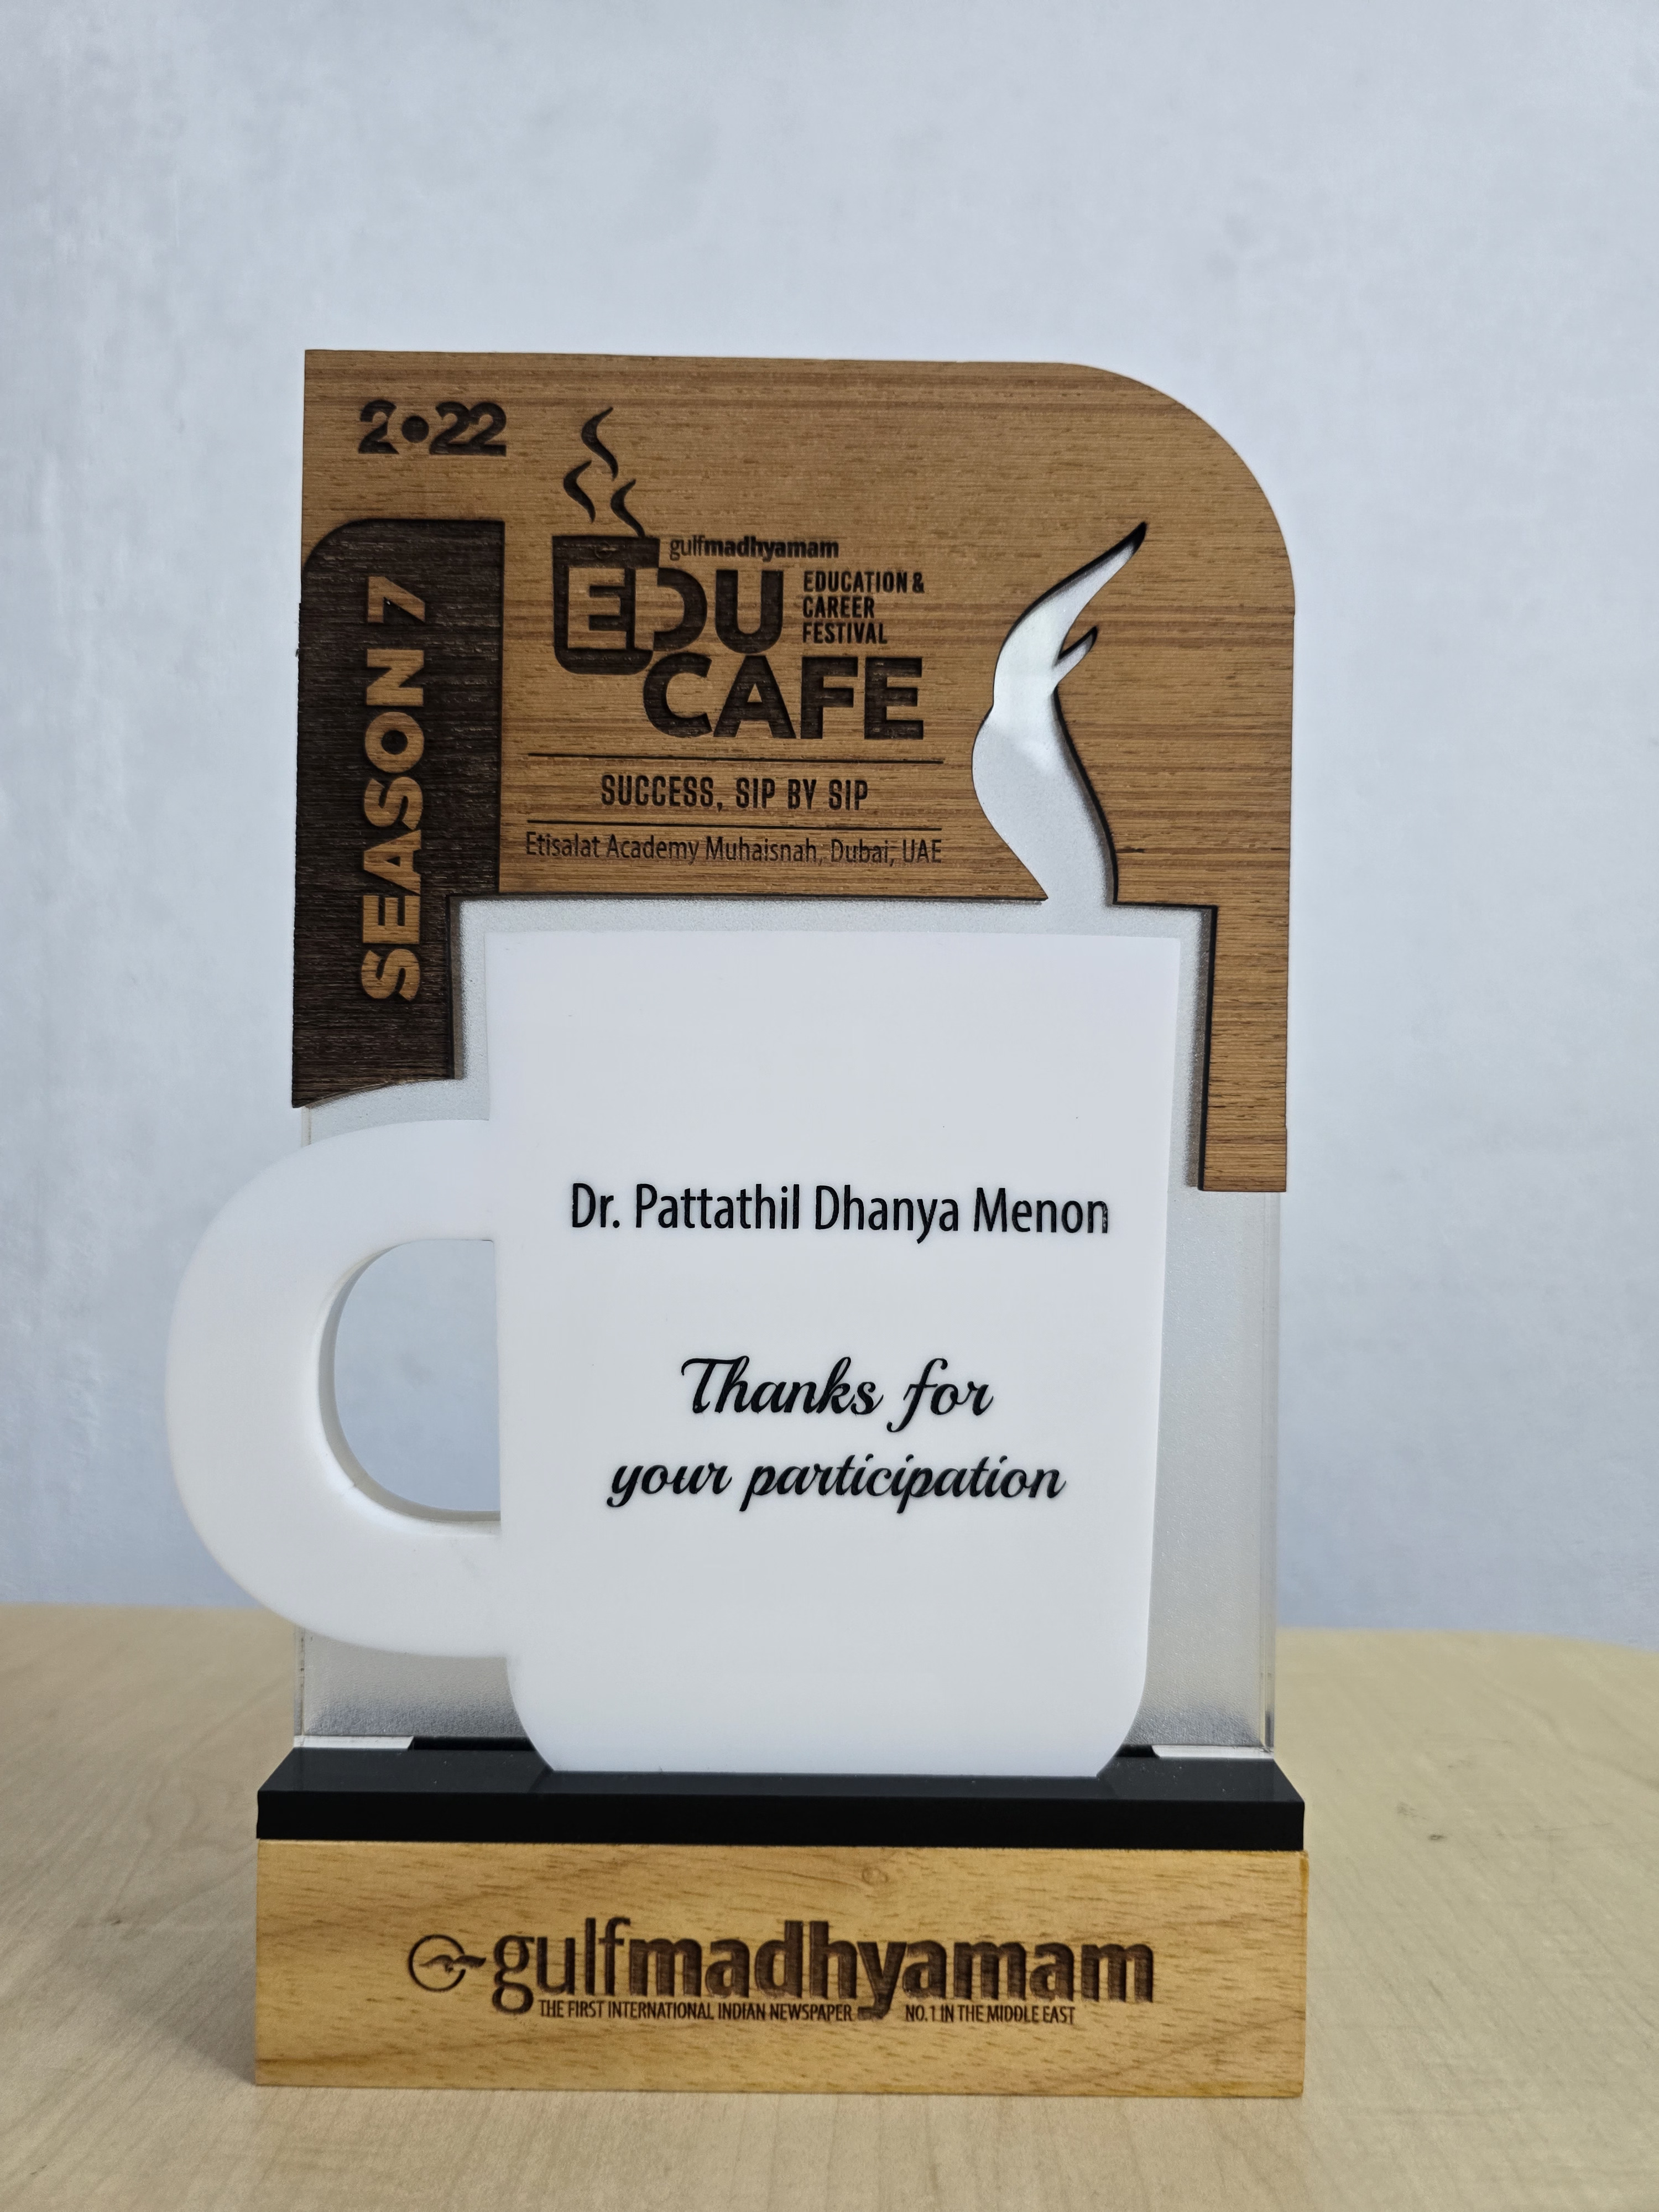 2022
SEASON 7
gulfmadhyamam
EDU
CAFE
EDUCATION &
CAREER
FESTIVAL
SUCCESS, SIP BY SIP
Etisalat Academy Muhaisnah, Dubai, UAE
Dr. Pattathil Dhanya Menon
Thanks for
your participation
gulfmadhyamam
THE FIRST INTERNATIONAL INDIAN NEWSPAPER NO. 1 IN THE MIDDLE EAST